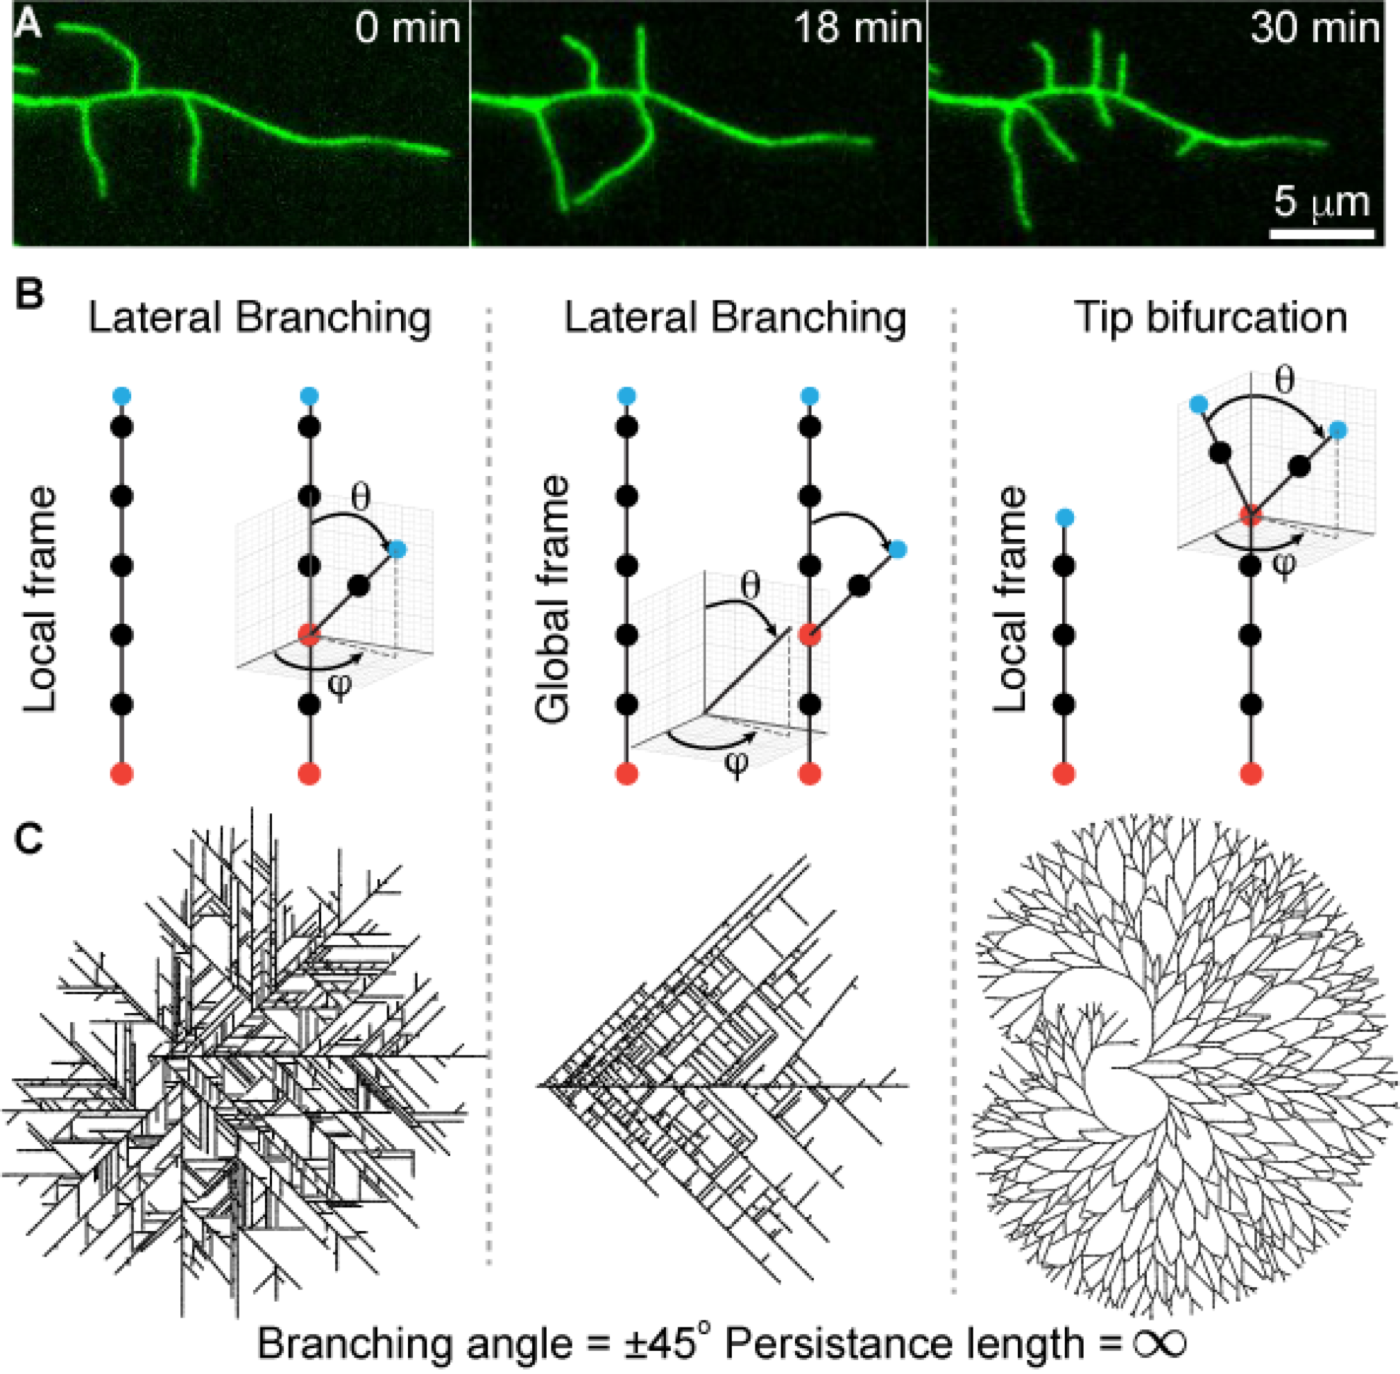 A
0 min
18 min
30 min
5 μm
B
Lateral Branching
Lateral Branching
Tip bifurcation
Local frame
θ
φ
Global frame
θ
φ
Local frame
θ
φ
C
Branching angle = ±45° Persistance length = ∞